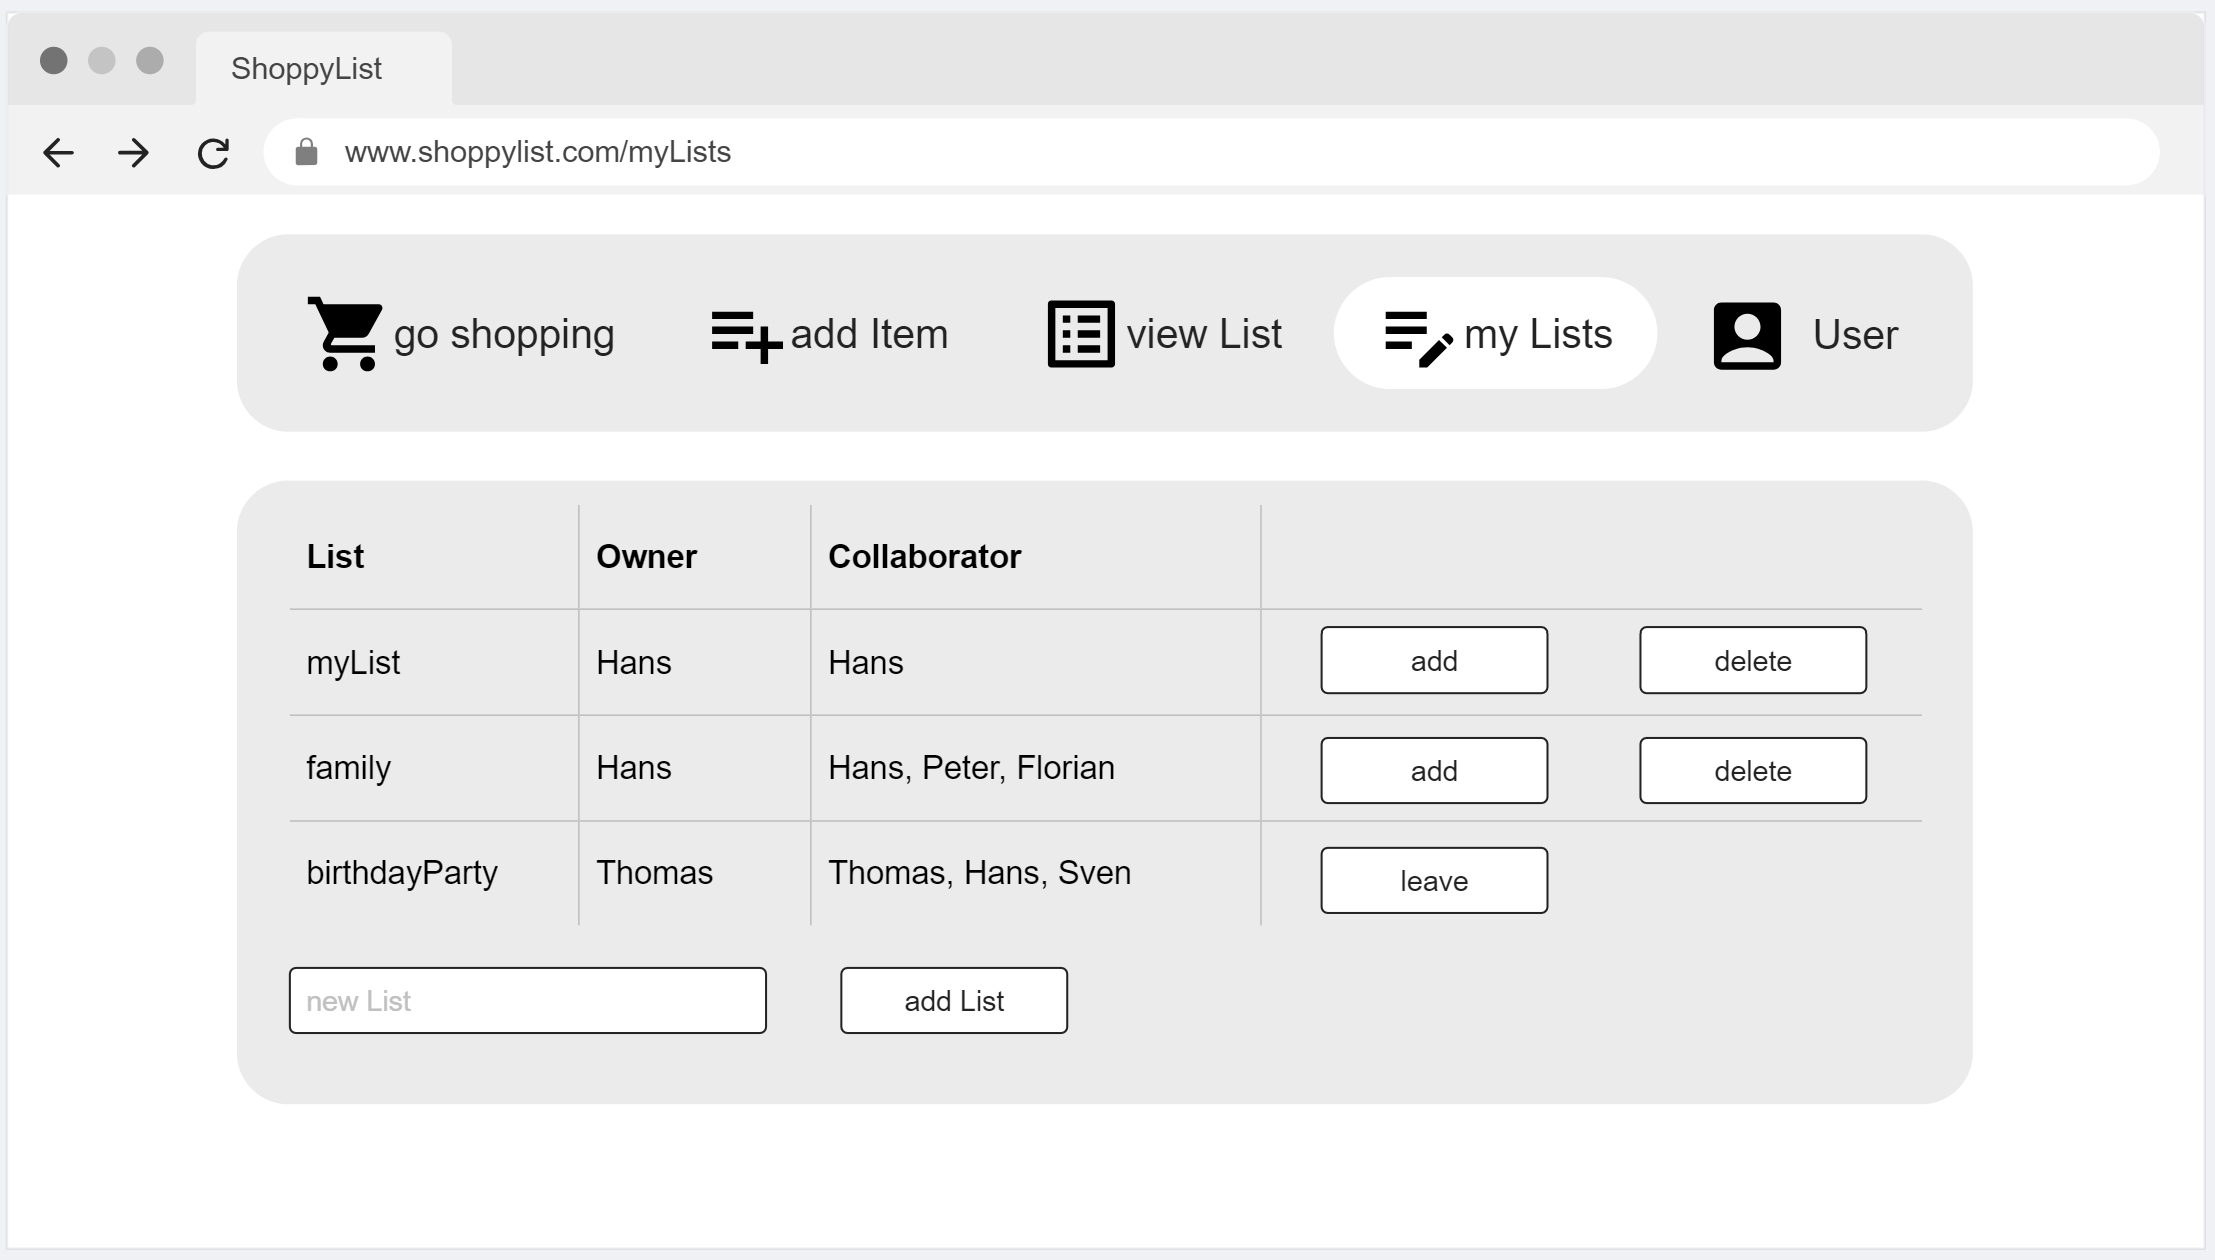 ShoppyList
www.shoppylist.com/myLists
go shopping add Item view List my Lists User
List Owner Collaborator
myList Hans Hans add delete
family Hans Hans, Peter, Florian add delete
birthdayParty Thomas Thomas, Hans, Sven leave
new List add List